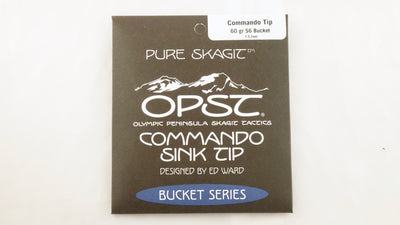 Commando Tip
60 gr S6 Bucket
PURE SKAGIT™
OPST®
OLYMPIC PENINSULA SKAGIT TACTICS
COMMANDO
SINK TIP
DESIGNED BY ED WARD
BUCKET SERIES